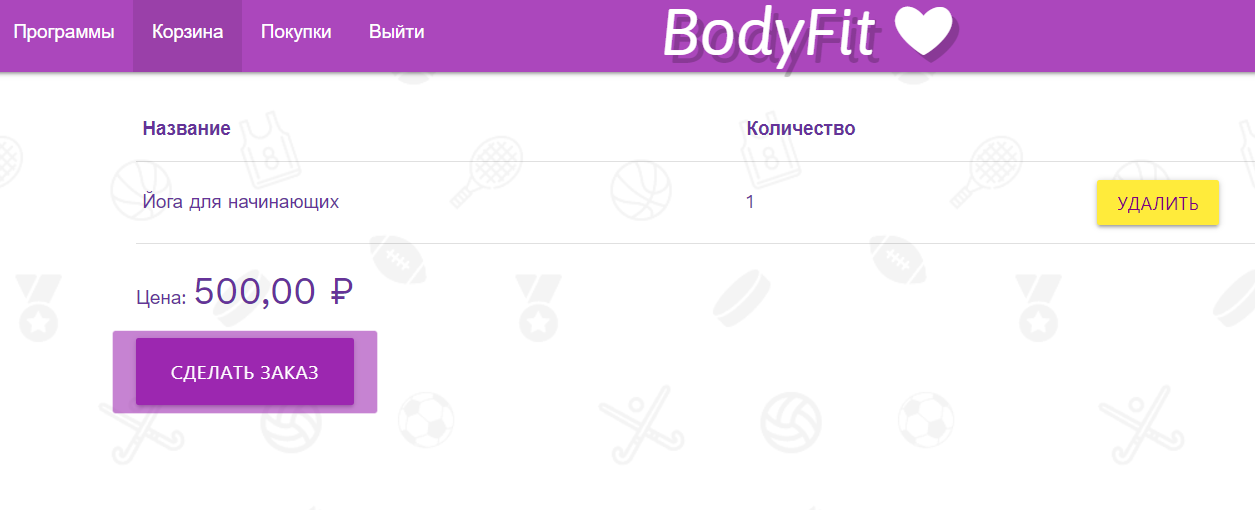 Программы Корзина Покупки Выйти BodyFit
Название Количество
Йога для начинающих 1 УДАЛИТЬ
Цена: 500,00 ₽
СДЕЛАТЬ ЗАКАЗ